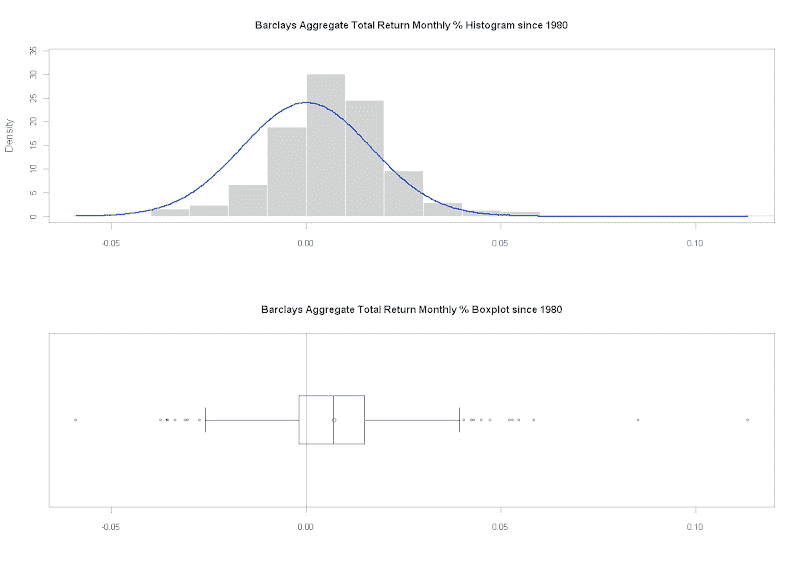 Barclays Aggregate Total Return Monthly % Histogram since 1980
Density
35
30
25
20
15
10
5
0
-0.05 0.00 0.05 0.10
Barclays Aggregate Total Return Monthly % Boxplot since 1980
-0.05 0.00 0.05 0.10